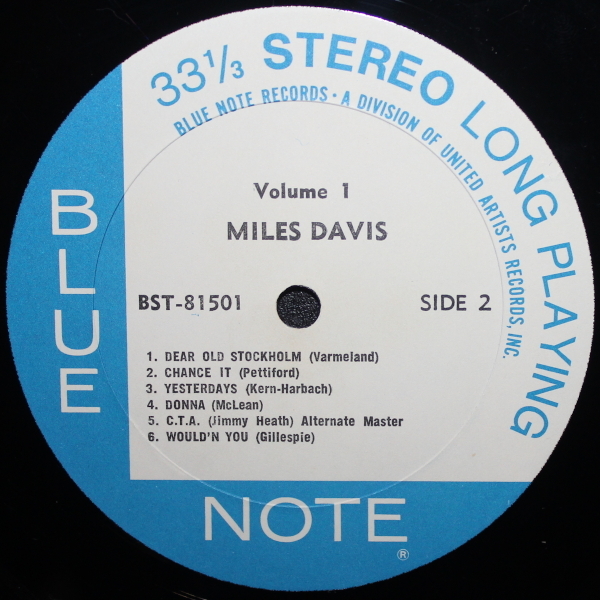 33 1/3 STEREO LONG PLAYING
BLUE NOTE RECORDS · A DIVISION OF UNITED ARTISTS RECORDS, INC.
Volume 1
MILES DAVIS
BST-81501
SIDE 2
1. DEAR OLD STOCKHOLM (Varmeland)
2. CHANCE IT (Pettiford)
3. YESTERDAYS (Kern-Harbach)
4. DONNA (McLean)
5. C.T.A. (Jimmy Heath) Alternate Master
6. WOULD'N YOU (Gillespie)
BLUE
NOTE
®